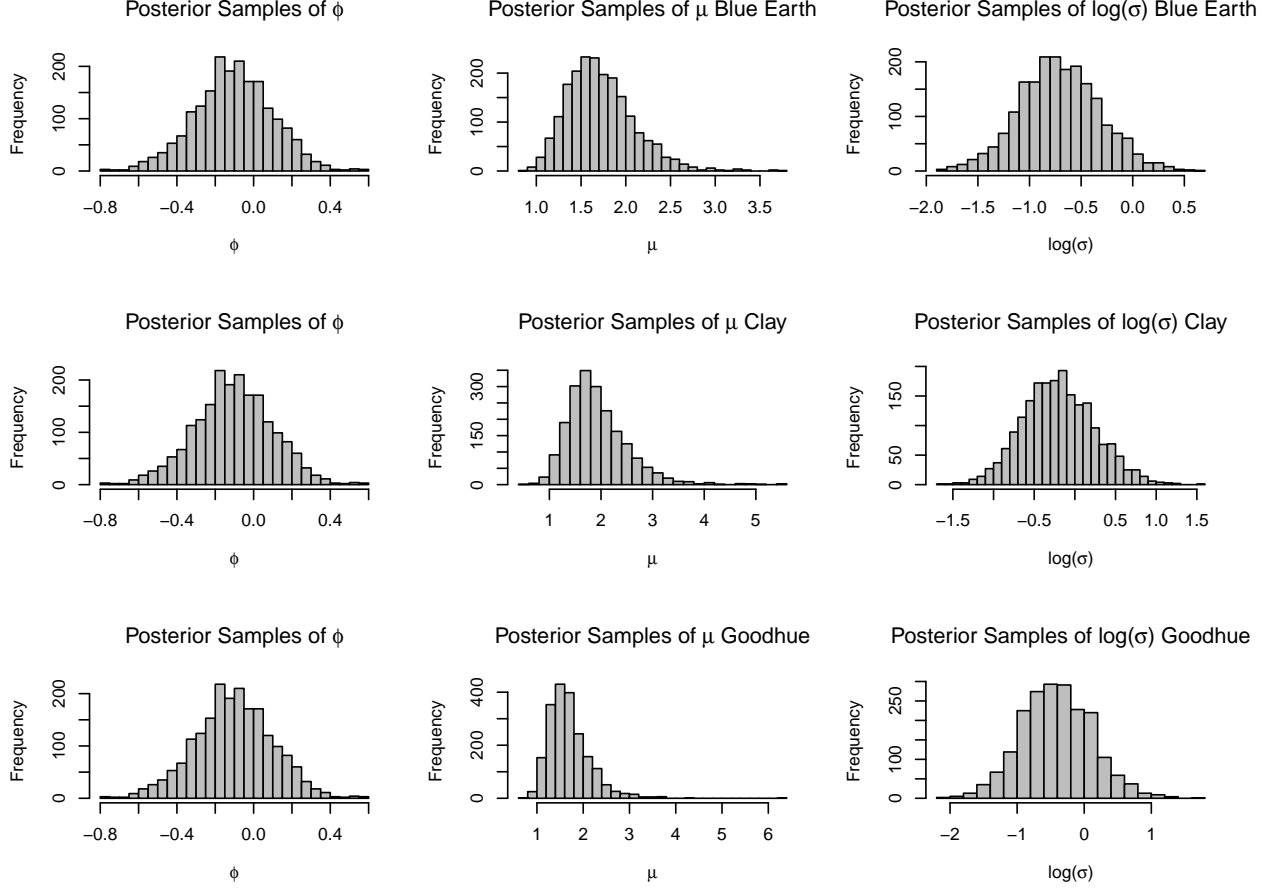 Posterior Samples of ϕ
Frequency
0
100
200
−0.8
−0.4
0.0
0.4
ϕ
Posterior Samples of μ Blue Earth
Frequency
0
100
200
1.0
1.5
2.0
2.5
3.0
3.5
μ
Posterior Samples of log(σ) Blue Earth
Frequency
0
100
200
−2.0
−1.5
−1.0
−0.5
0.0
0.5
log(σ)
Posterior Samples of ϕ
Frequency
0
100
200
−0.8
−0.4
0.0
0.4
ϕ
Posterior Samples of μ Clay
Frequency
0
150
300
1
2
3
4
5
μ
Posterior Samples of log(σ) Clay
Frequency
0
50
150
−1.5
−0.5
0.5
1.0
1.5
log(σ)
Posterior Samples of ϕ
Frequency
0
100
200
−0.8
−0.4
0.0
0.4
ϕ
Posterior Samples of μ Goodhue
Frequency
0
200
400
1
2
3
4
5
6
μ
Posterior Samples of log(σ) Goodhue
Frequency
0
100
250
−2
−1
0
1
log(σ)